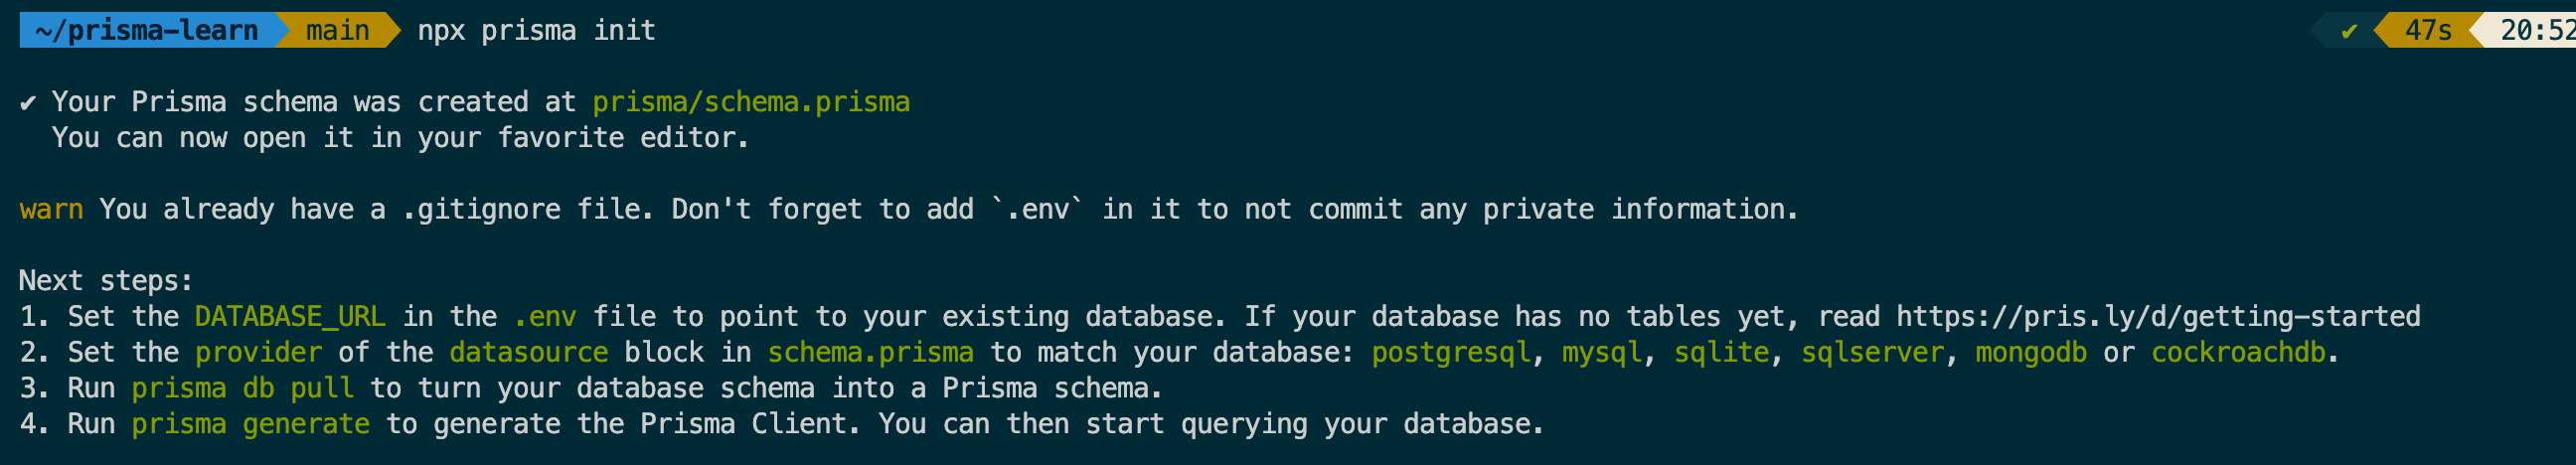 ~/prisma-learn main npx prisma init ✔ 47s 20:52
✔ Your Prisma schema was created at prisma/schema.prisma
You can now open it in your favorite editor.
warn You already have a .gitignore file. Don't forget to add `.env` in it to not commit any private information.
Next steps:
1. Set the DATABASE_URL in the .env file to point to your existing database. If your database has no tables yet, read https://pris.ly/d/getting-started
2. Set the provider of the datasource block in schema.prisma to match your database: postgresql, mysql, sqlite, sqlserver, mongodb or cockroachdb.
3. Run prisma db pull to turn your database schema into a Prisma schema.
4. Run prisma generate to generate the Prisma Client. You can then start querying your database.